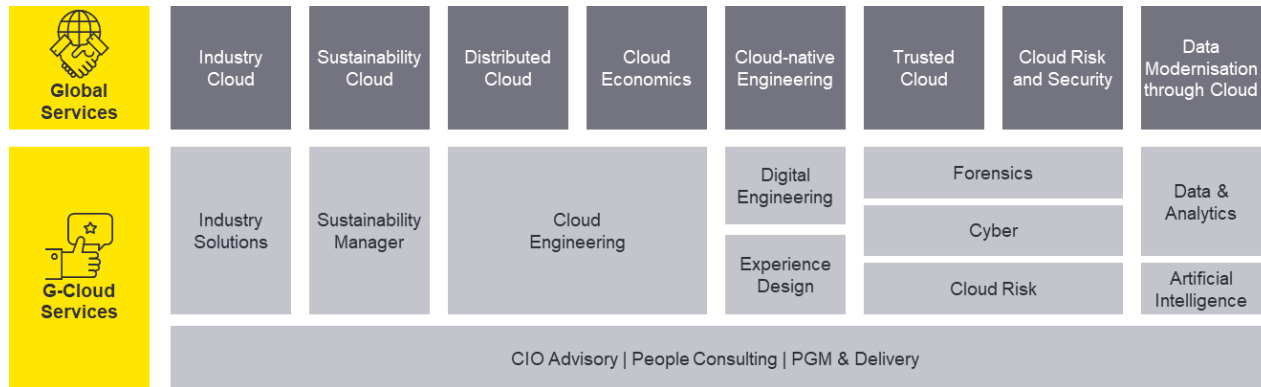 Global
Services
Industry
Cloud
Sustainability
Cloud
Distributed
Cloud
Cloud
Economics
Cloud-native
Engineering
Trusted
Cloud
Cloud Risk
and Security
Data
Modernisation
through Cloud
G-Cloud
Services
Industry
Solutions
Sustainability
Manager
Cloud
Engineering
Digital
Engineering
Experience
Design
Forensics
Cyber
Cloud Risk
Data &
Analytics
Artificial
Intelligence
CIO Advisory | People Consulting | PGM & Delivery